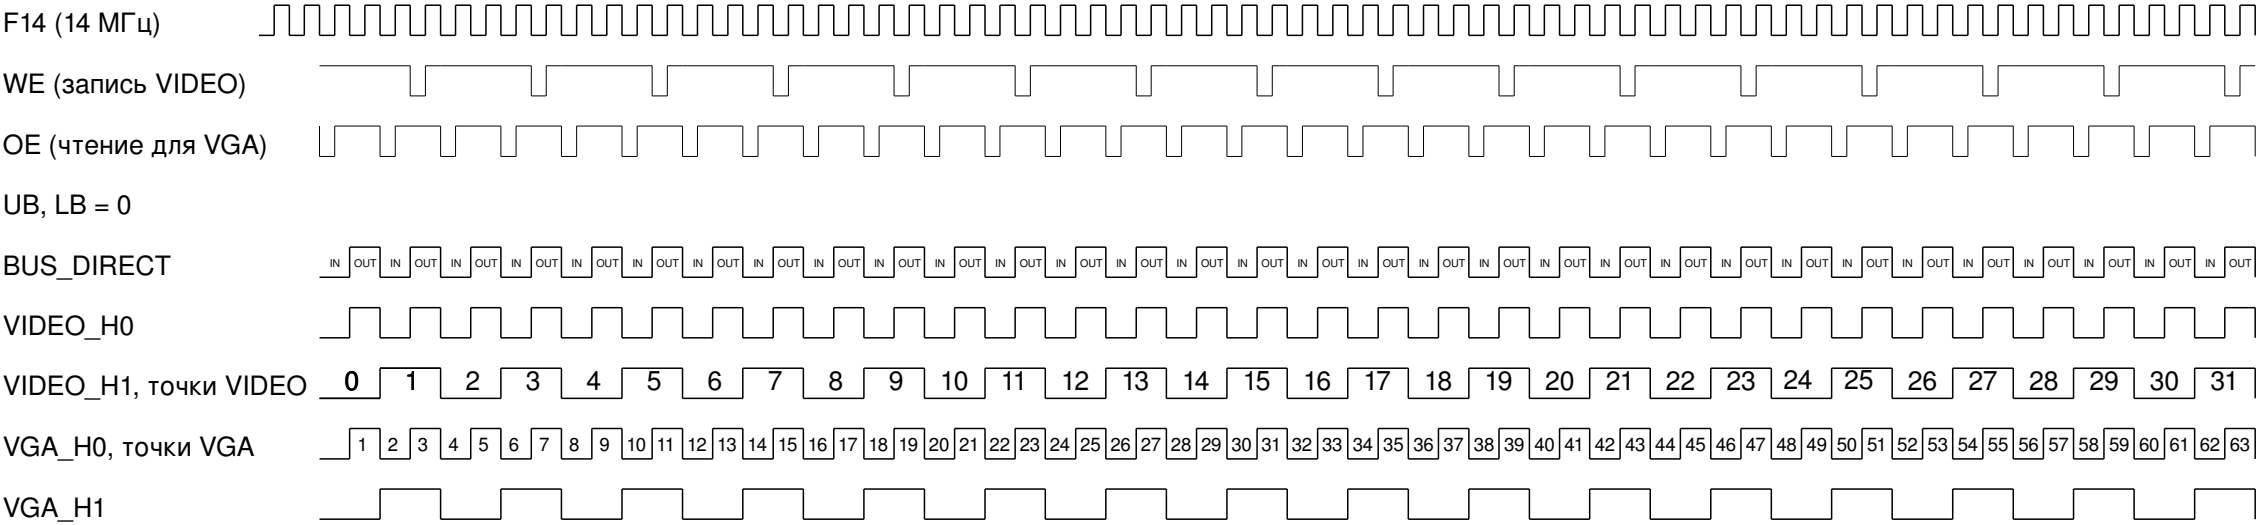 F14 (14 МГц)
WE (запись VIDEO)
OE (чтение для VGA)
UB, LB = 0
BUS_DIRECT IN OUT IN OUT IN OUT IN OUT IN OUT IN OUT IN OUT IN OUT IN OUT IN OUT IN OUT IN OUT IN OUT IN OUT IN OUT IN OUT IN OUT IN OUT IN OUT IN OUT IN OUT IN OUT IN OUT IN OUT IN OUT IN OUT IN OUT IN OUT IN OUT IN OUT IN OUT IN OUT
VIDEO_H0
VIDEO_H1, точки VIDEO 0 1 2 3 4 5 6 7 8 9 10 11 12 13 14 15 16 17 18 19 20 21 22 23 24 25 26 27 28 29 30 31
VGA_H0, точки VGA 1 2 3 4 5 6 7 8 9 10 11 12 13 14 15 16 17 18 19 20 21 22 23 24 25 26 27 28 29 30 31 32 33 34 35 36 37 38 39 40 41 42 43 44 45 46 47 48 49 50 51 52 53 54 55 56 57 58 59 60 61 62 63
VGA_H1